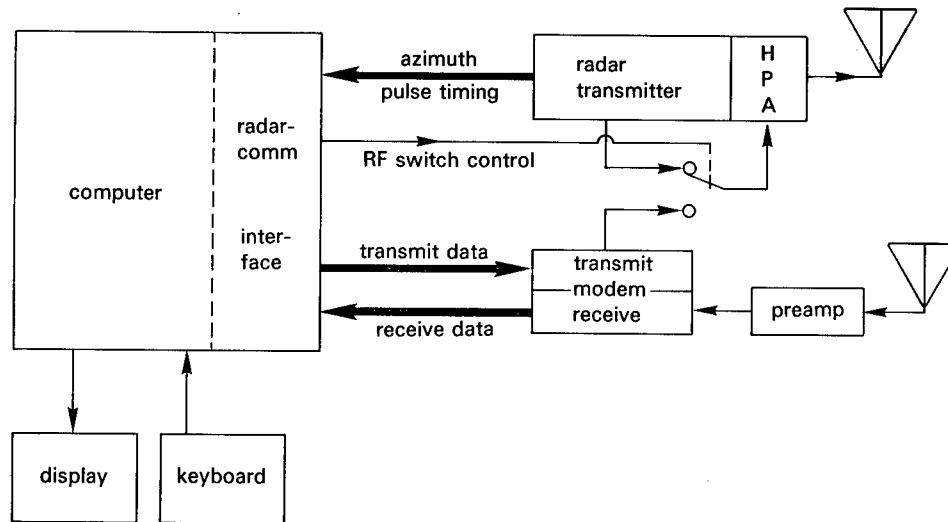 computer
radar-
comm
inter-
face
azimuth
pulse timing
RF switch control
transmit data
receive data
radar
transmitter
H
P
A
transmit
modem
receive
preamp
display
keyboard